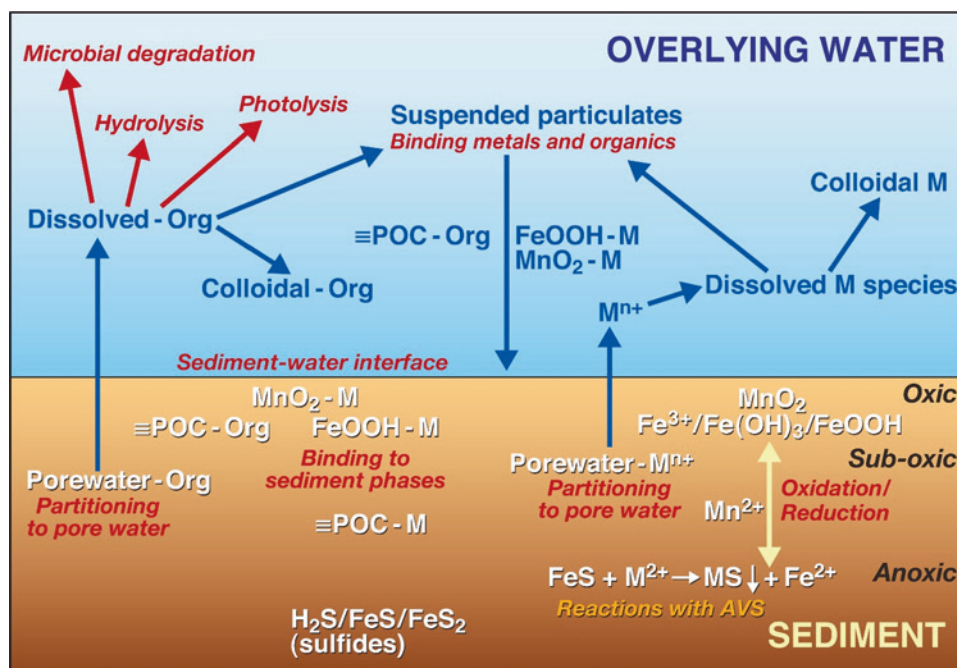 OVERLYING WATER
Microbial degradation
Photolysis
Hydrolysis
Suspended particulates
Binding metals and organics
Colloidal M
Dissolved - Org
≡POC - Org
FeOOH - M
MnO₂ - M
Colloidal - Org
Dissolved M species
Mⁿ⁺
Sediment-water interface
MnO₂ - M
≡POC - Org
FeOOH - M
MnO₂
Fe³⁺/Fe(OH)₃/FeOOH
Oxic
Binding to
sediment phases
Porewater - Org
Partitioning
to pore water
Porewater - Mⁿ⁺
Partitioning
to pore water
Sub-oxic
Oxidation/
Reduction
Mn²⁺
≡POC - M
FeS + M²⁺ → MS ↓ + Fe²⁺
Anoxic
Reactions with AVS
H₂S/FeS/FeS₂
(sulfides)
SEDIMENT